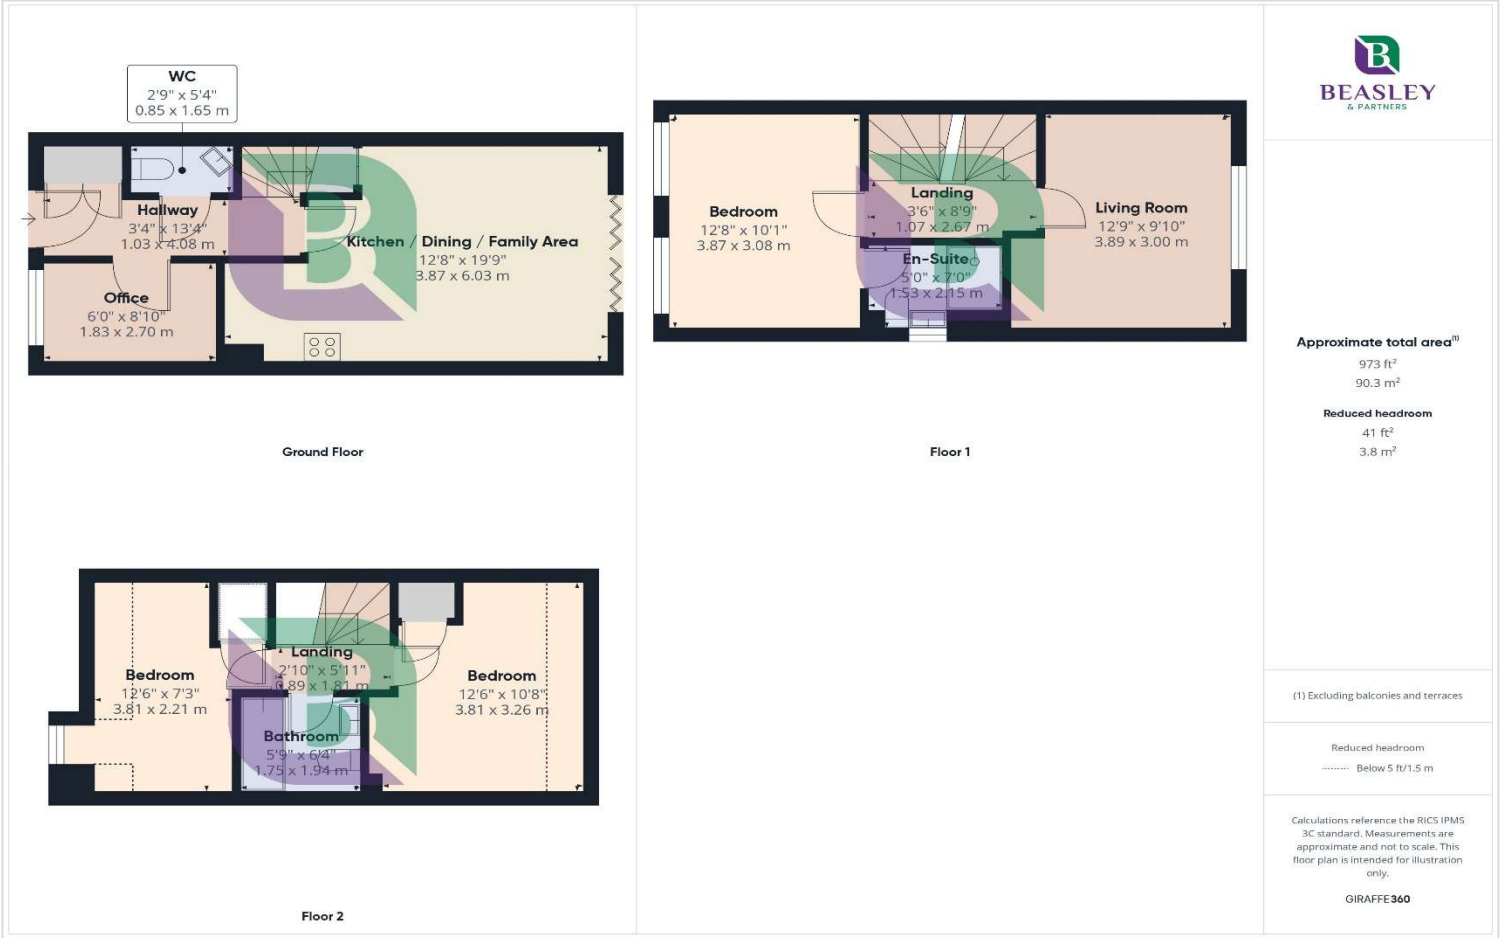 WC
2'9" x 5'4"
0.85 x 1.65 m
Hallway
3'4" x 13'4"
1.03 x 4.08 m
Kitchen / Dining / Family Area
12'8" x 19'9"
3.87 x 6.03 m
Office
6'0" x 8'10"
1.83 x 2.70 m
Ground Floor
Bedroom
12'8" x 10'1"
3.87 x 3.08 m
Landing
3'6" x 8'9"
1.07 x 2.67 m
Living Room
12'9" x 9'10"
3.89 x 3.00 m
En-Suite
5'0" x 7'0"
1.53 x 2.15 m
Floor 1
Bedroom
12'6" x 7'3"
3.81 x 2.21 m
Landing
2'10" x 5'11"
0.89 x 1.81 m
Bedroom
12'6" x 10'8"
3.81 x 3.26 m
Bathroom
5'9" x 6'4"
1.75 x 1.94 m
Floor 2
B
BEASLEY
& PARTNERS
Approximate total area(1)
973 ft²
90.3 m²
Reduced headroom
41 ft²
3.8 m²
(1) Excluding balconies and terraces
Reduced headroom
Below 5 ft/1.5 m
Calculations reference the RICS IPMS
3C standard. Measurements are
approximate and not to scale. This
floor plan is intended for illustration
only.
GIRAFFE360